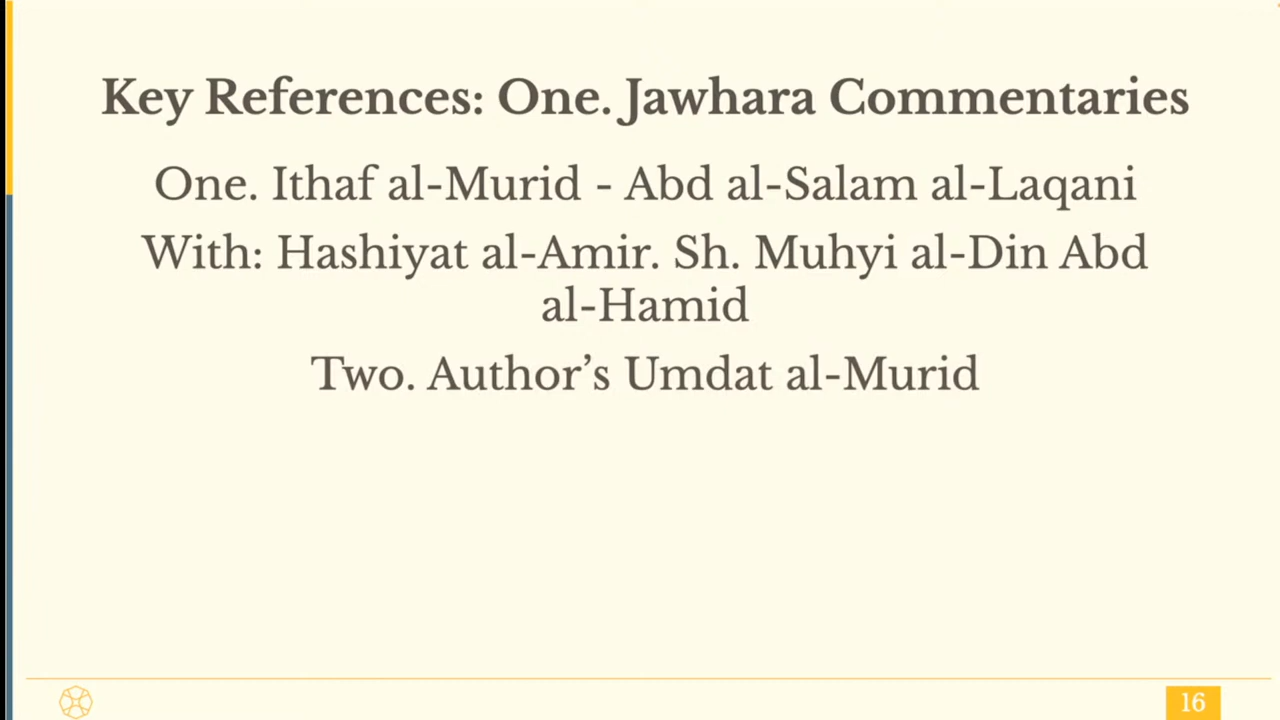 Key References: One. Jawhara Commentaries
One. Ithaf al-Murid - Abd al-Salam al-Laqani
With: Hashiyat al-Amir. Sh. Muhyi al-Din Abd
al-Hamid
Two. Author’s Umdat al-Murid
16